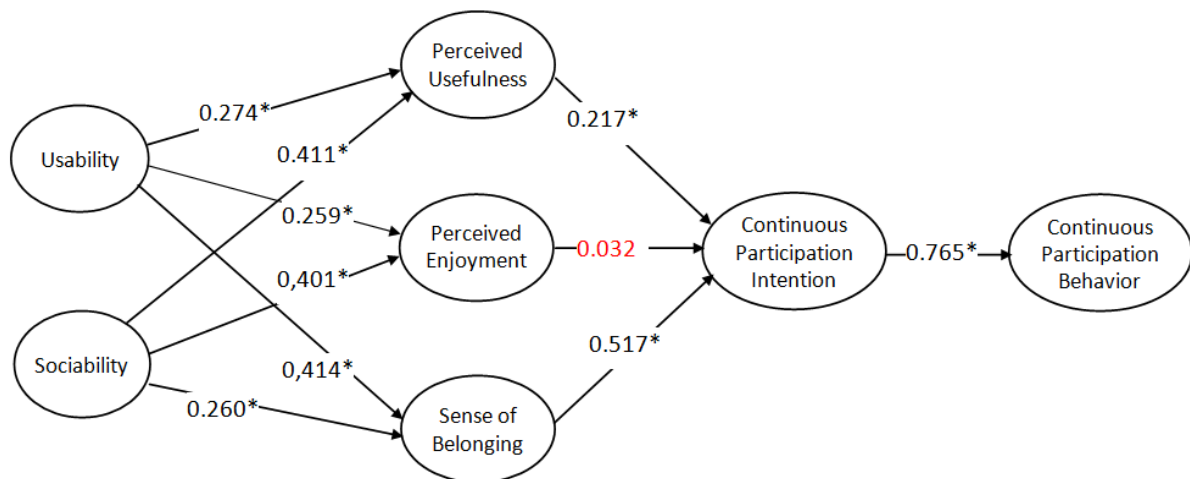 Perceived
Usefulness
0.274*
0.217*
Usability
0.411*
0.259*
Perceived
Enjoyment
0.032
Continuous
Participation
Intention
0.765*
Continuous
Participation
Behavior
0,401*
Sociability
0,414*
0.517*
0.260*
Sense of
Belonging